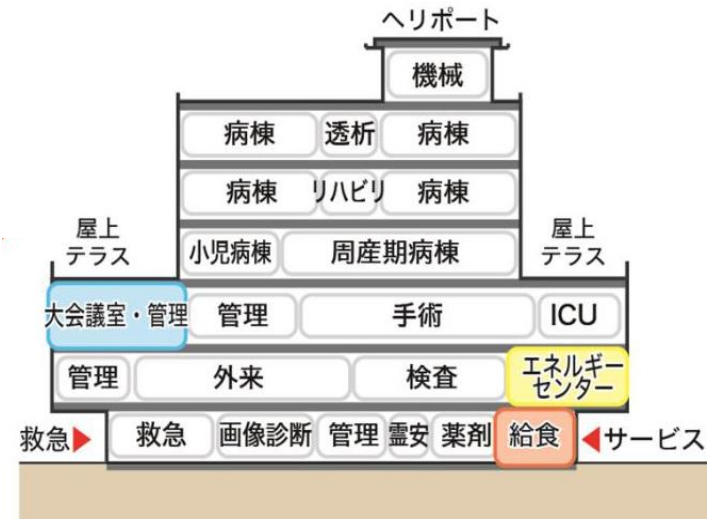 ヘリポート
機械
病棟 透析 病棟
病棟 リハビリ 病棟
屋上
テラス
小児病棟 周産期病棟
屋上
テラス
大会議室・管理 管理 手術 ICU
管理 外来 検査 エネルギー
センター
救急 救急 画像診断 管理 霊安 薬剤 給食 サービス